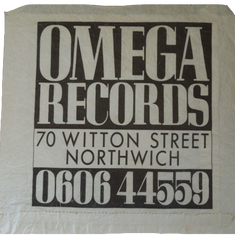 OMEGA
RECORDS
70 WITTON STREET
NORTHWICH
0606 44559